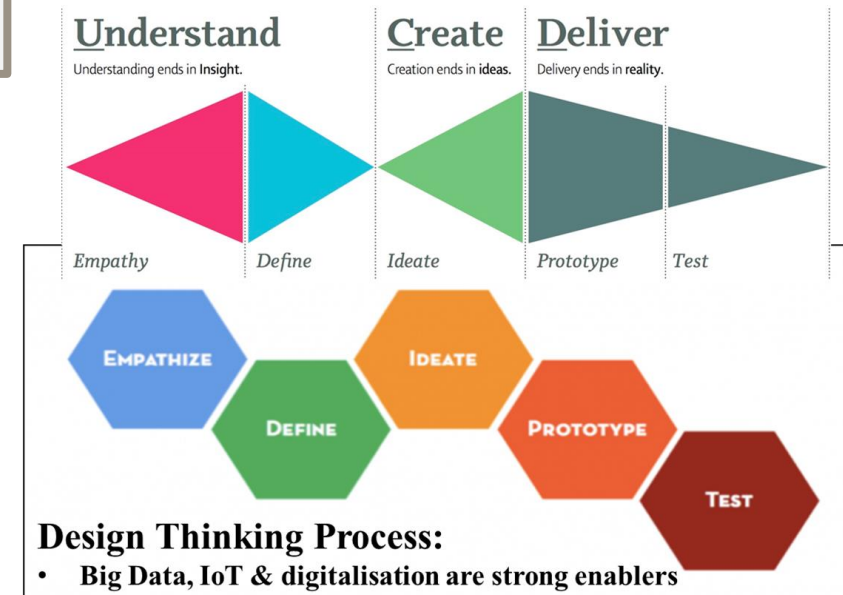 Understand
Create
Deliver
Understanding ends in Insight.
Creation ends in ideas.
Delivery ends in reality.
Empathy
Define
Ideate
Prototype
Test
EMPATHIZE
IDEATE
DEFINE
PROTOTYPE
TEST
Design Thinking Process:
• Big Data, IoT & digitalisation are strong enablers